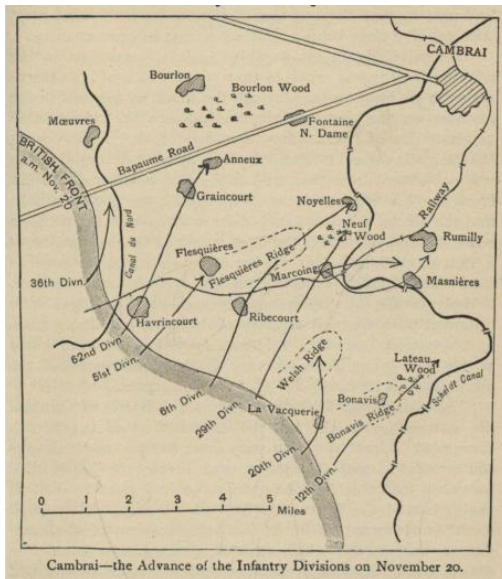 CAMBRAI
Bourlon
Bourlon Wood
Mœuvres
Fontaine
N. Dame
BRITISH FRONT
a.m. Nov. 20
Bapaume Road
Anneux
Graincourt
Canal du Nord
Noyelles
Railway
Neuf
Wood
Rumilly
Flesquières
Flesquières Ridge
Marcoing
Masnières
36th Divn.
Havrincourt
Ribecourt
62nd Divn.
51st Divn.
Welsh Ridge
Lateau
Wood
6th Divn.
29th Divn.
La Vacquerie
Bonavis
Bonavis Ridge
Scheldt Canal
20th Divn.
12th Divn.
0 1 2 3 4 5
Miles
Cambrai—the Advance of the Infantry Divisions on November 20.